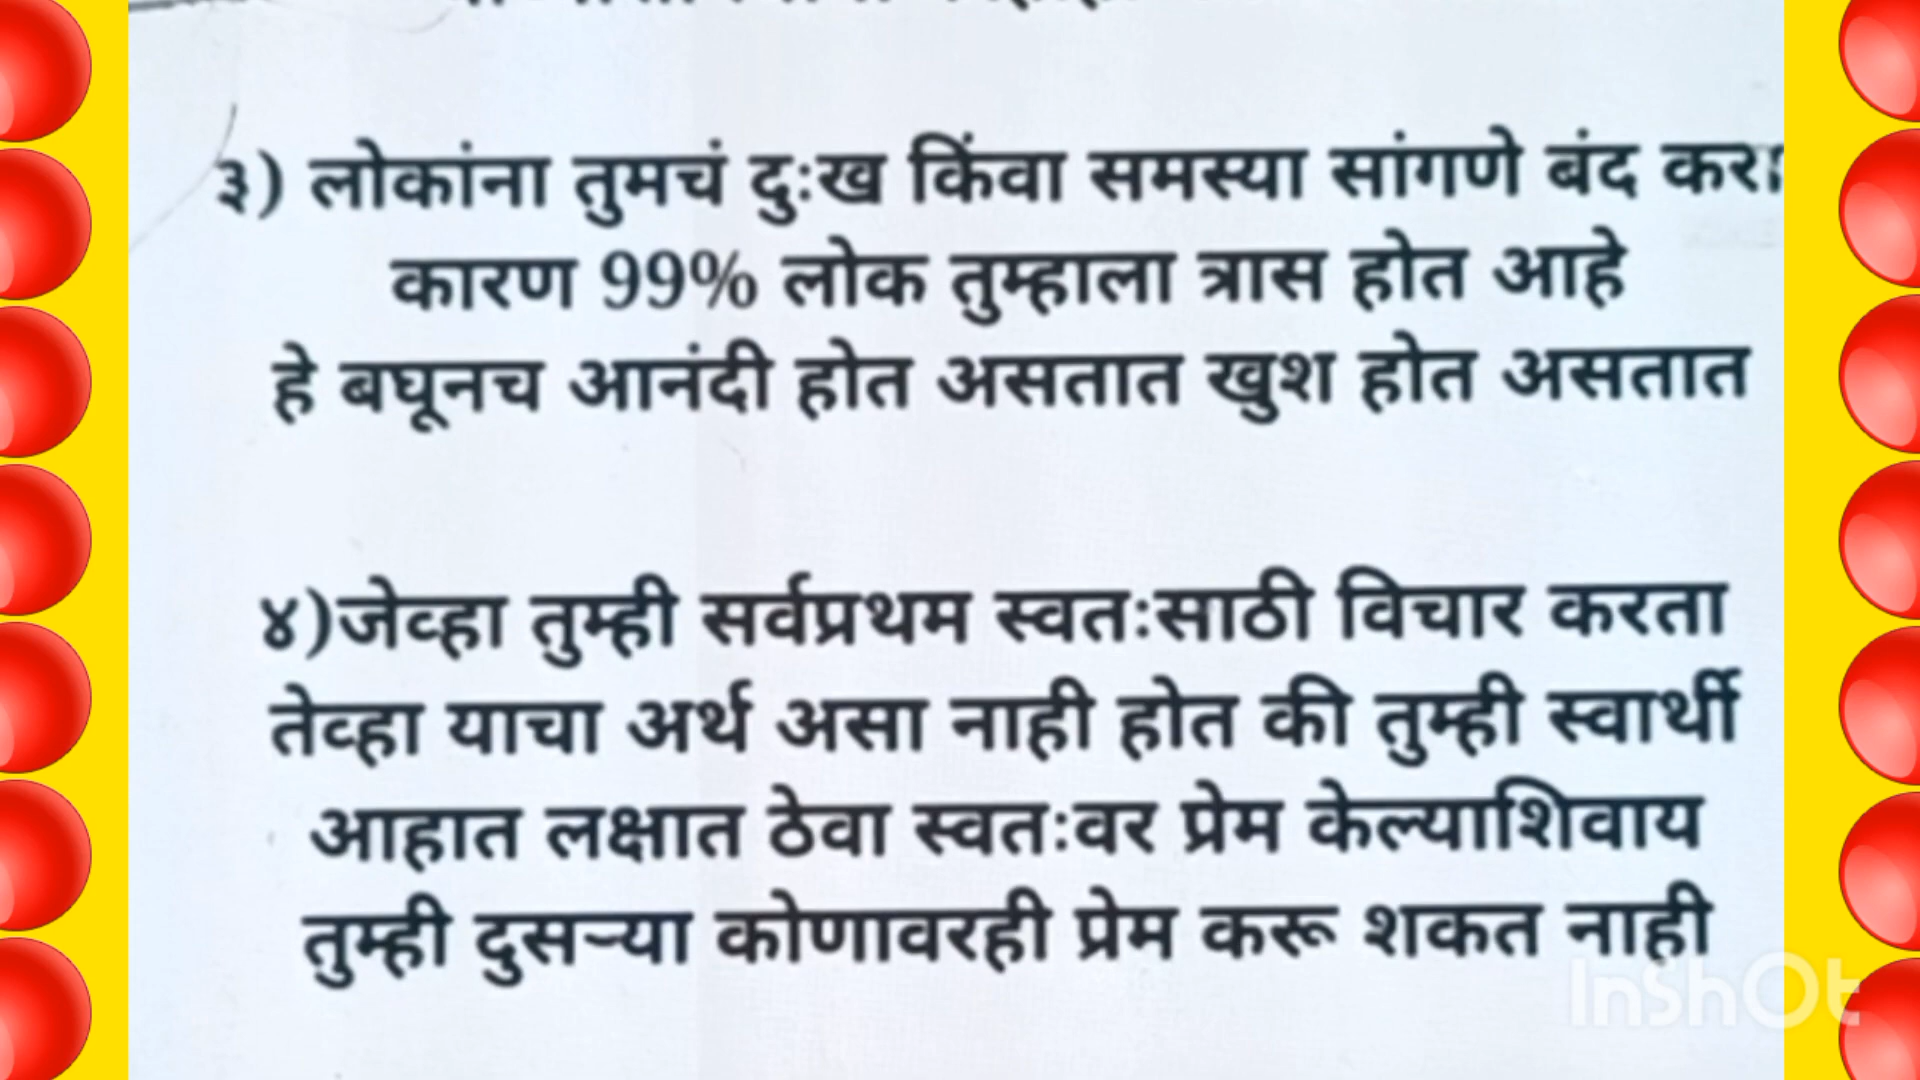 ३) लोकांना तुमचं दुःख किंवा समस्या सांगणे बंद करा
कारण 99% लोक तुम्हाला त्रास होत आहे
हे बघूनच आनंदी होत असतात खुश होत असतात
४)जेव्हा तुम्ही सर्वप्रथम स्वतःसाठी विचार करता
तेव्हा याचा अर्थ असा नाही होत की तुम्ही स्वार्थी
आहात लक्षात ठेवा स्वतःवर प्रेम केल्याशिवाय
तुम्ही दुसऱ्या कोणावरही प्रेम करू शकत नाही
InShOt